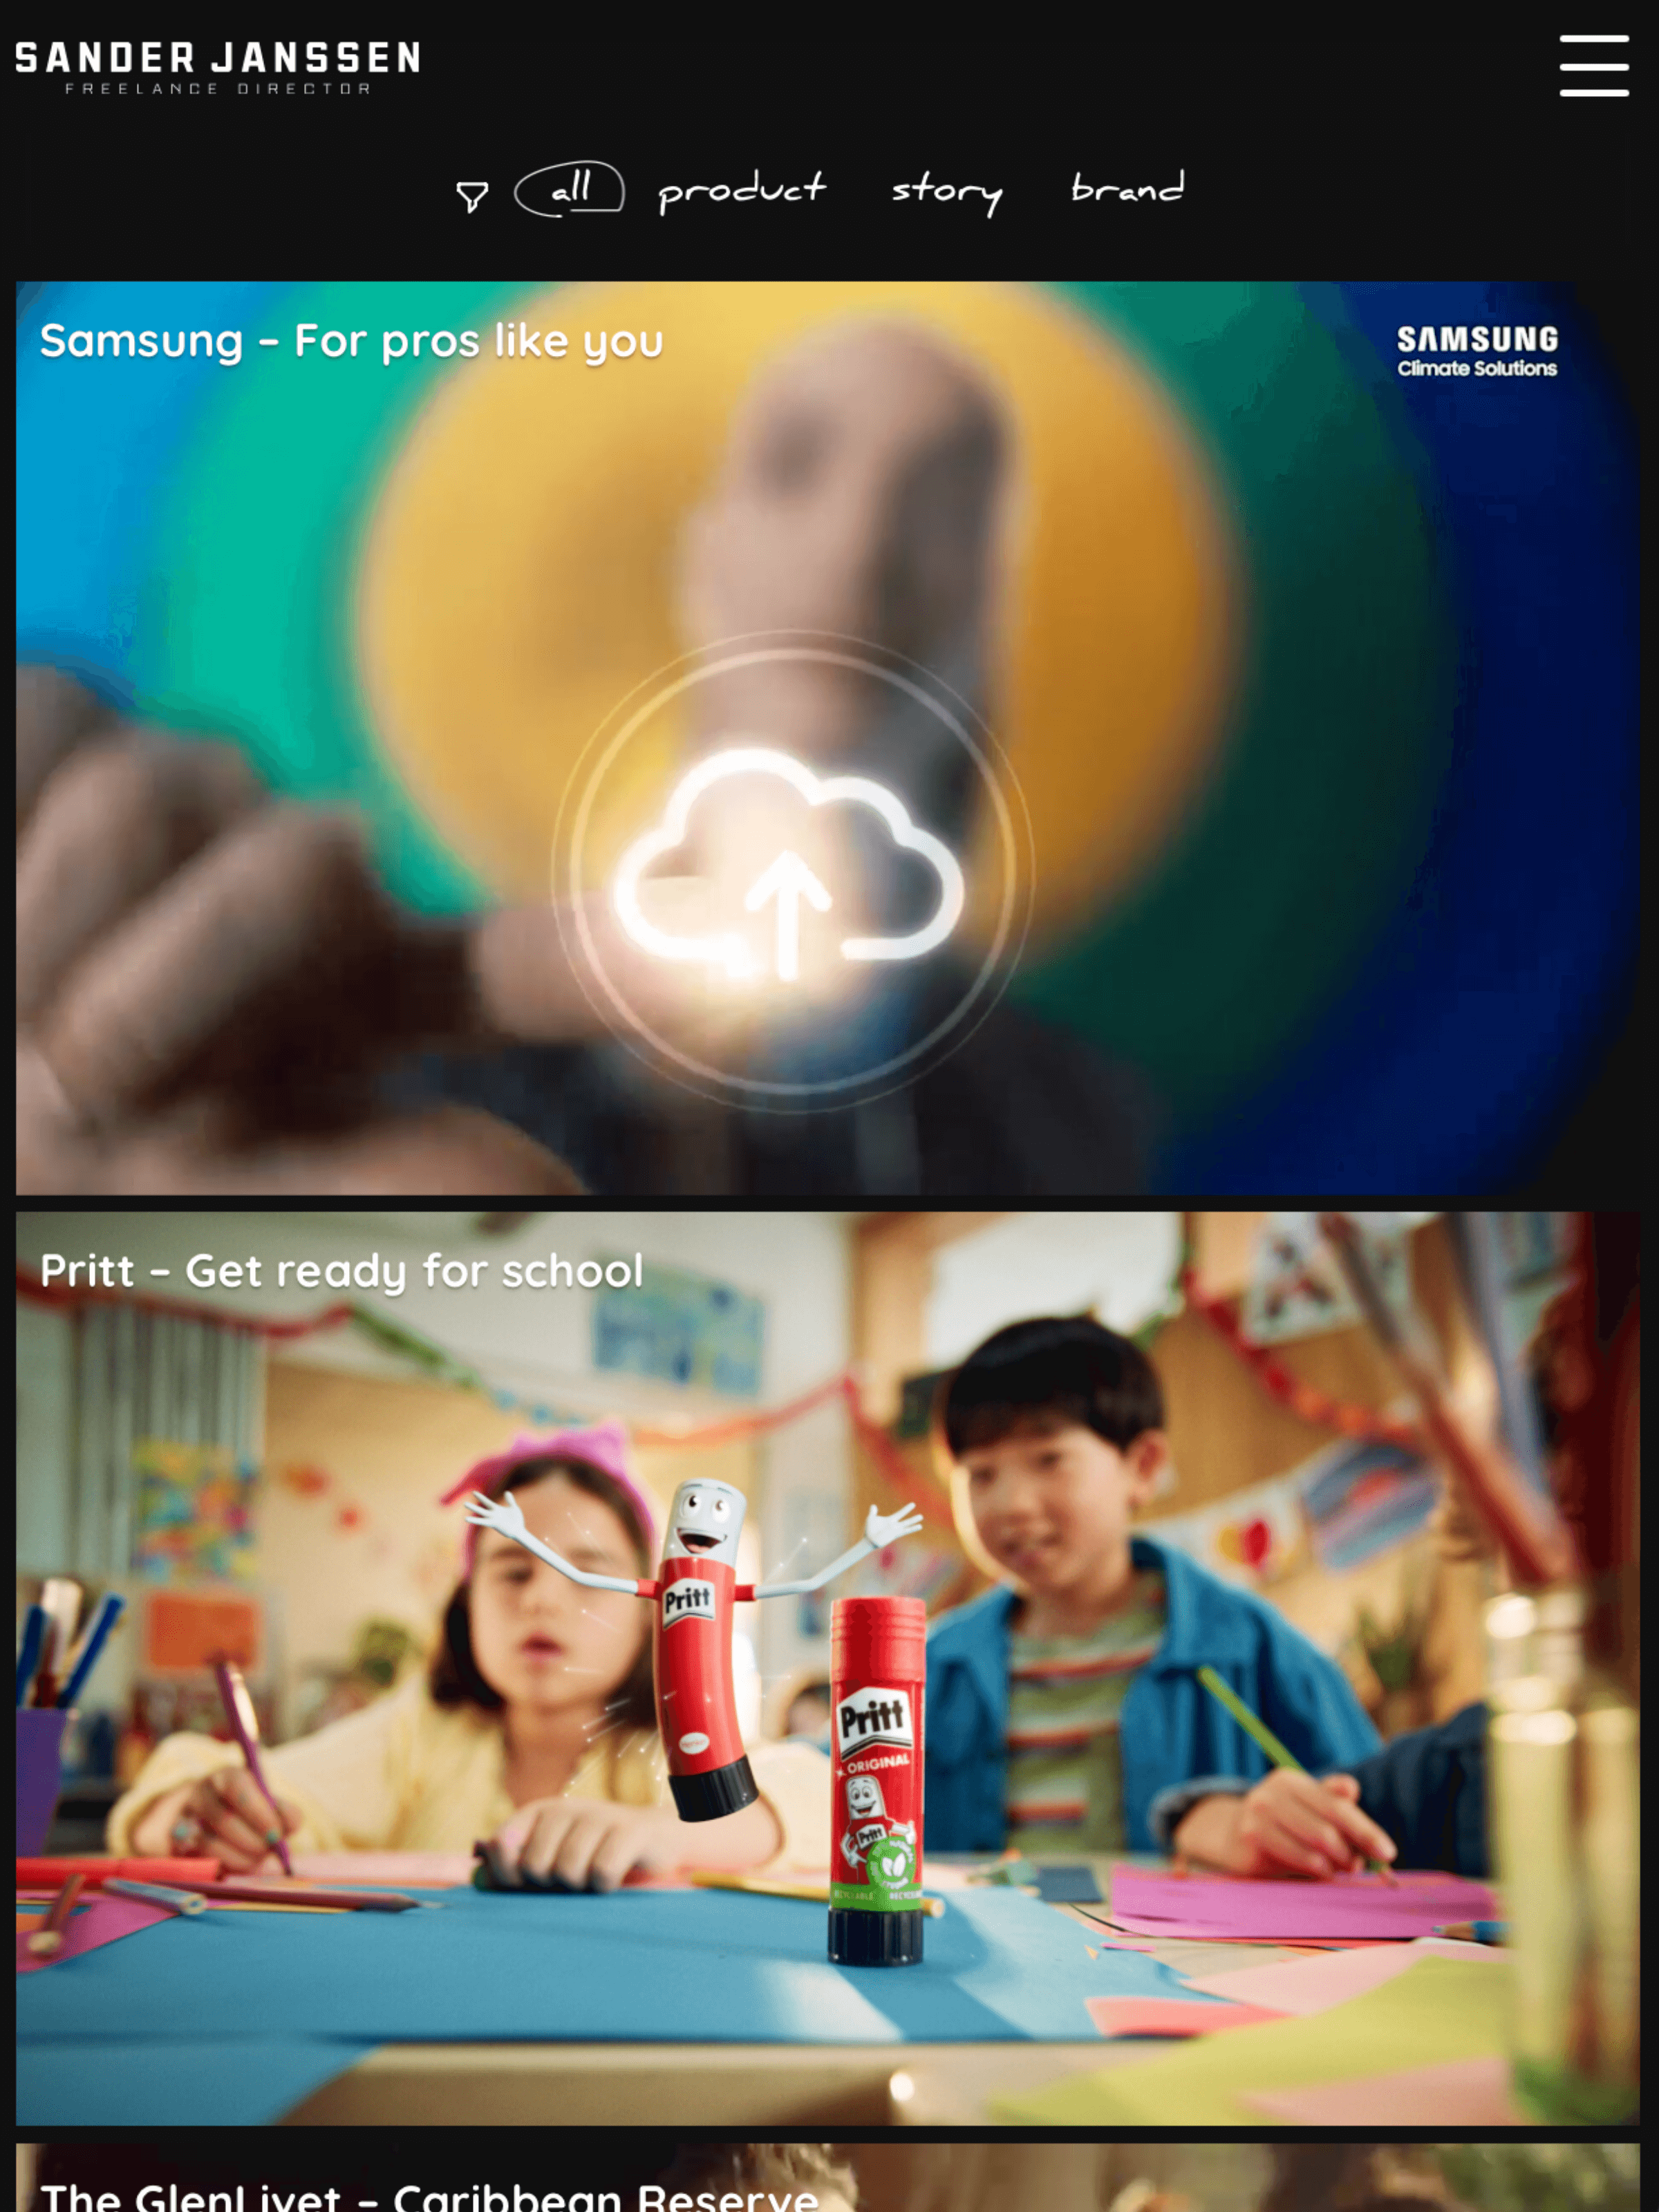 SANDER JANSSEN
FREELANCE DIRECTOR
all product story brand
Samsung – For pros like you
SAMSUNG
Climate Solutions
Pritt – Get ready for school
Pritt
Pritt
ORIGINAL
Pritt
The GlenLivet – Caribbean Reserve